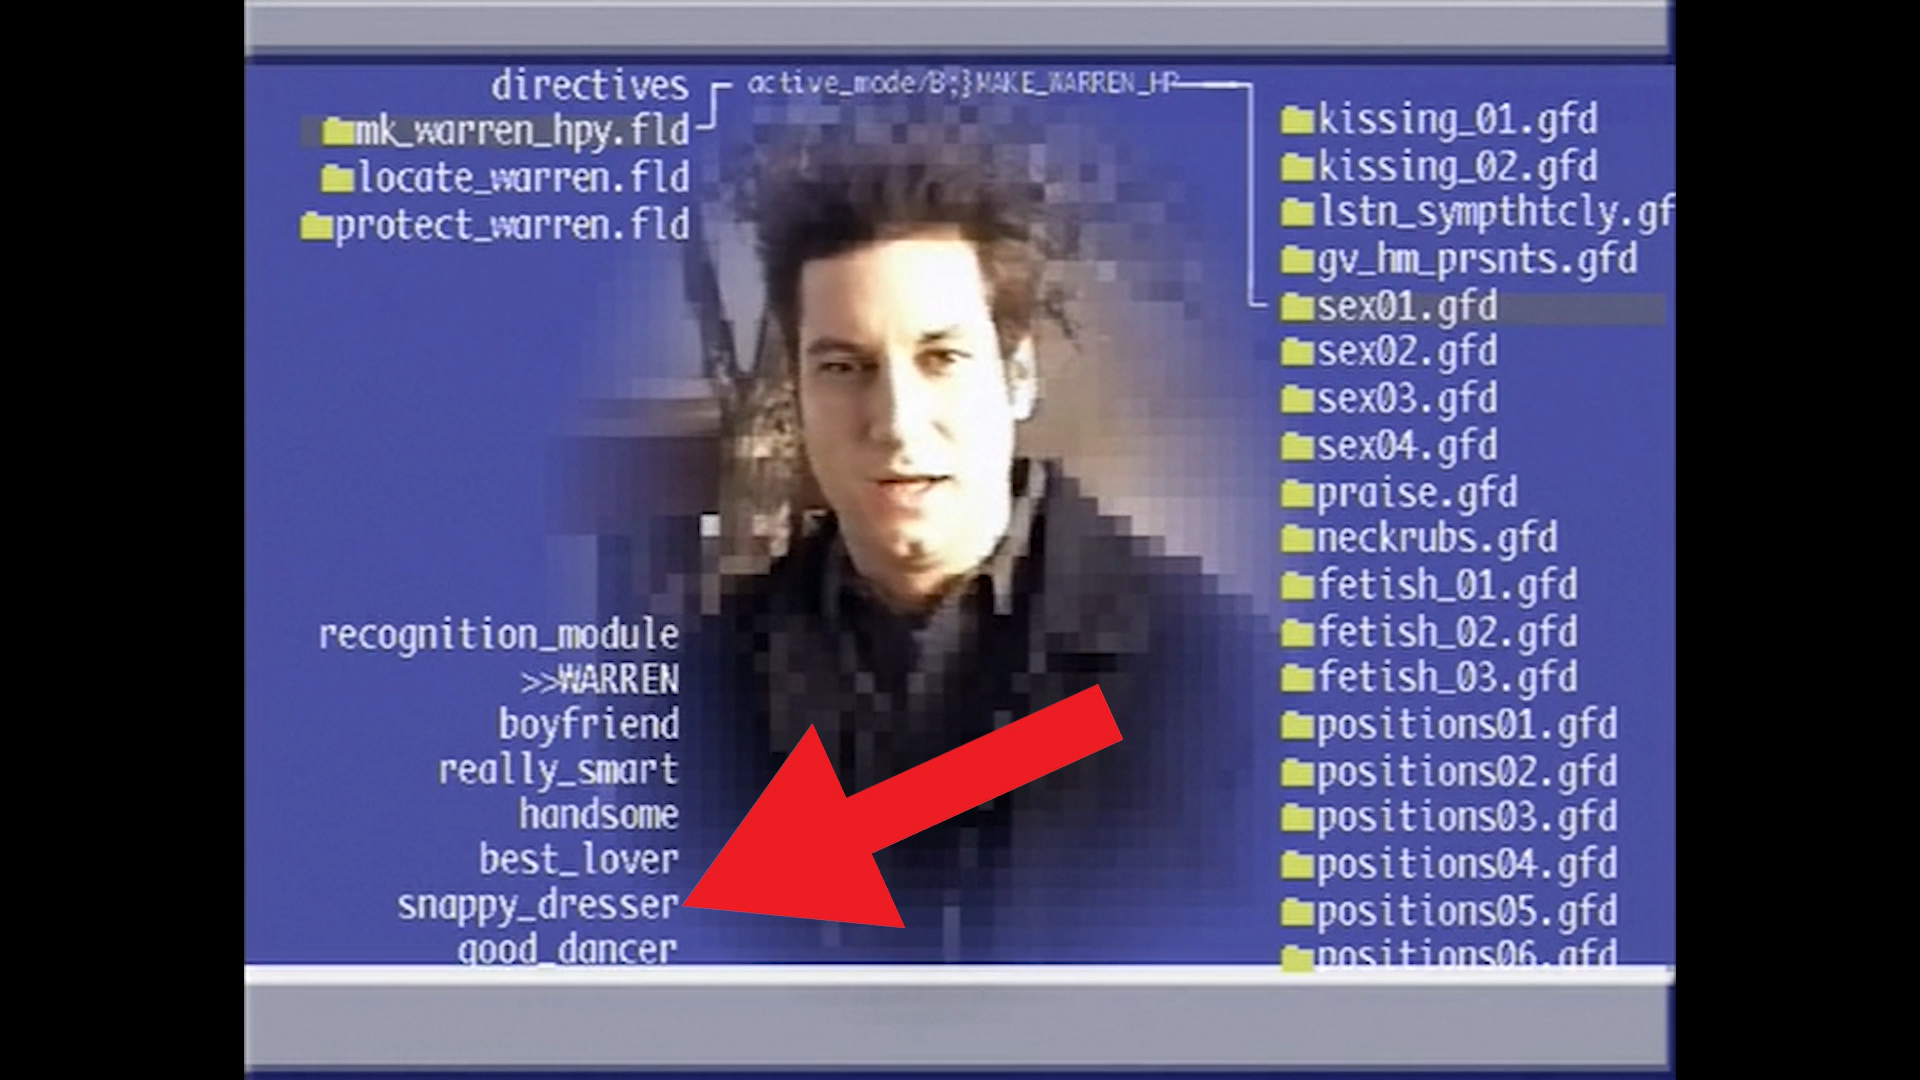 directives
mk_warren_hpy.fld
locate_warren.fld
protect_warren.fld
active_mode/B;}MAKE_WARREN_HP
kissing_01.gfd
kissing_02.gfd
lstn_sympthtcly.gf
gv_hm_prsnts.gfd
sex01.gfd
sex02.gfd
sex03.gfd
sex04.gfd
praise.gfd
neckrubs.gfd
fetish_01.gfd
fetish_02.gfd
fetish_03.gfd
positions01.gfd
positions02.gfd
positions03.gfd
positions04.gfd
positions05.gfd
positions06.gfd
recognition_module
>>WARREN
boyfriend
really_smart
handsome
best_lover
snappy_dresser
good_dancer